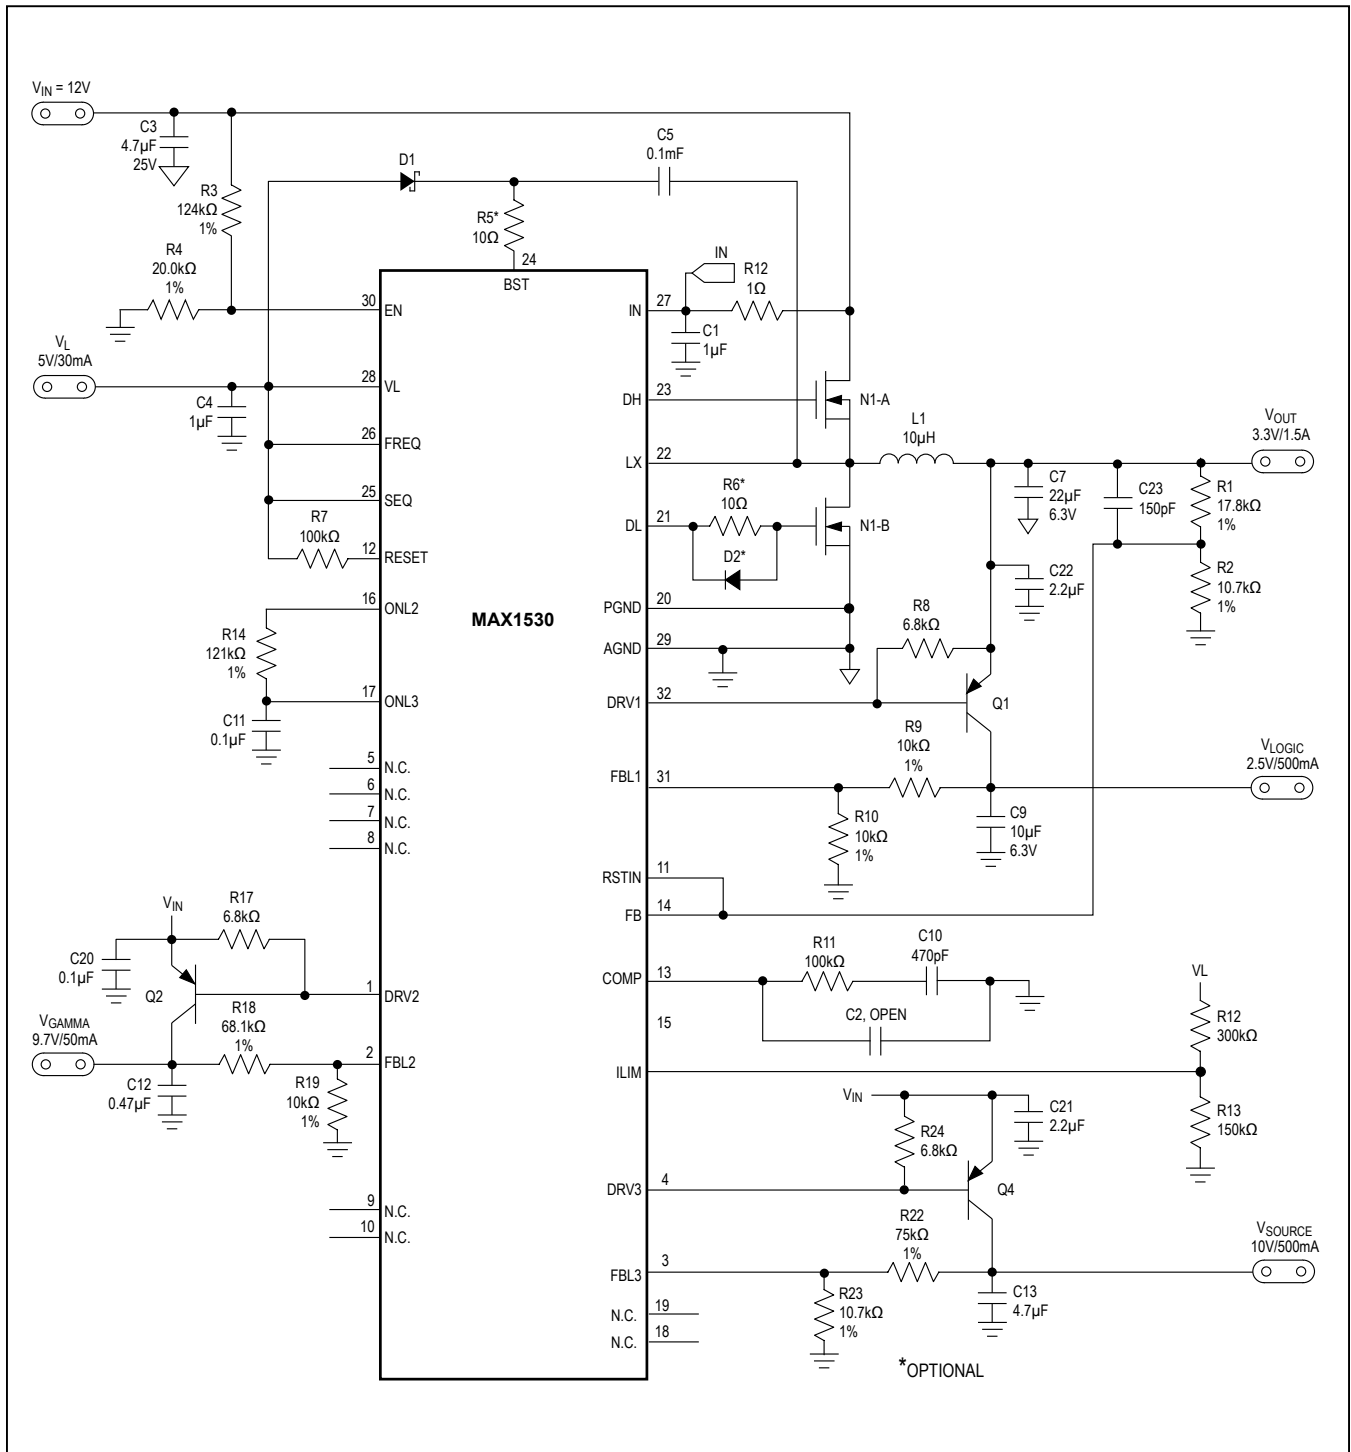 V_IN = 12V
C3
4.7µF
25V
D1
C5
0.1mF
R3
124kΩ
1%
R5*
10Ω
24
BST
R4
20.0kΩ
1%
30
EN
IN
27
IN
R12
1Ω
C1
1µF
V_L
5V/30mA
28
VL
C4
1µF
DH
23
N1-A
26
FREQ
L1
10µH
V_OUT
3.3V/1.5A
LX
22
25
SEQ
R6*
10Ω
C7
22µF
6.3V
C23
150pF
R1
17.8kΩ
1%
DL
21
N1-B
D2*
R7
100kΩ
12
RESET
R2
10.7kΩ
1%
C22
2.2µF
16
ONL2
PGND
20
MAX1530
R8
6.8kΩ
R14
121kΩ
1%
AGND
29
17
ONL3
DRV1
32
Q1
C11
0.1µF
R9
10kΩ
1%
V_LOGIC
2.5V/500mA
5
N.C.
6
N.C.
7
N.C.
8
N.C.
FBL1
31
R10
10kΩ
1%
C9
10µF
6.3V
RSTIN
11
FB
14
V_IN
R17
6.8kΩ
C20
0.1µF
Q2
1
DRV2
R11
100kΩ
C10
470pF
COMP
13
C2, OPEN
15
VL
R12
300kΩ
V_GAMMA
9.7V/50mA
R18
68.1kΩ
1%
2
FBL2
C12
0.47µF
R19
10kΩ
1%
ILIM
V_IN
C21
2.2µF
R13
150kΩ
R24
6.8kΩ
DRV3
4
Q4
9
N.C.
10
N.C.
R22
75kΩ
1%
V_SOURCE
10V/500mA
FBL3
3
R23
10.7kΩ
1%
C13
4.7µF
N.C.
19
N.C.
18
*OPTIONAL